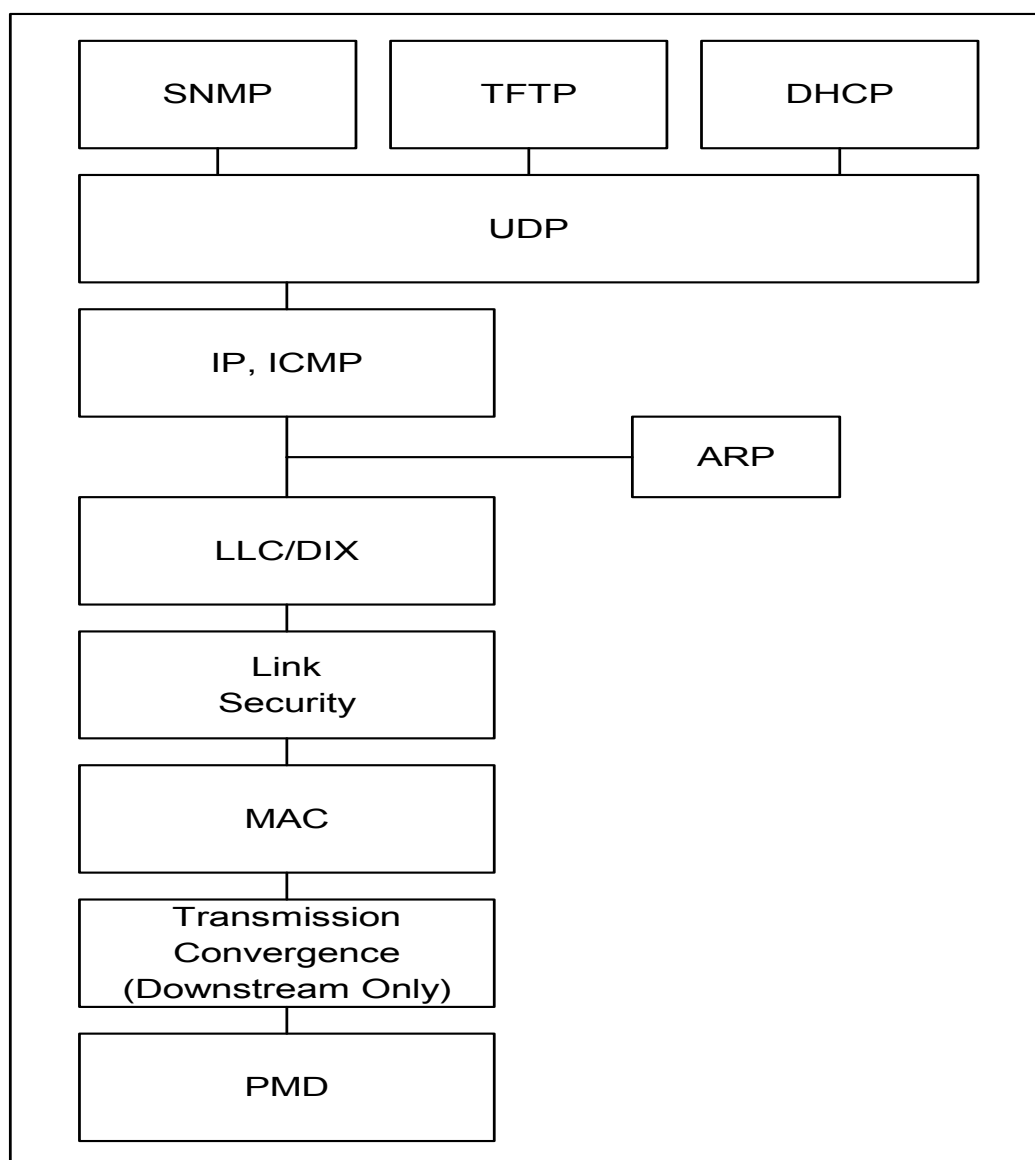 SNMP
TFTP
DHCP
UDP
IP, ICMP
ARP
LLC/DIX
Link
Security
MAC
Transmission
Convergence
(Downstream Only)
PMD